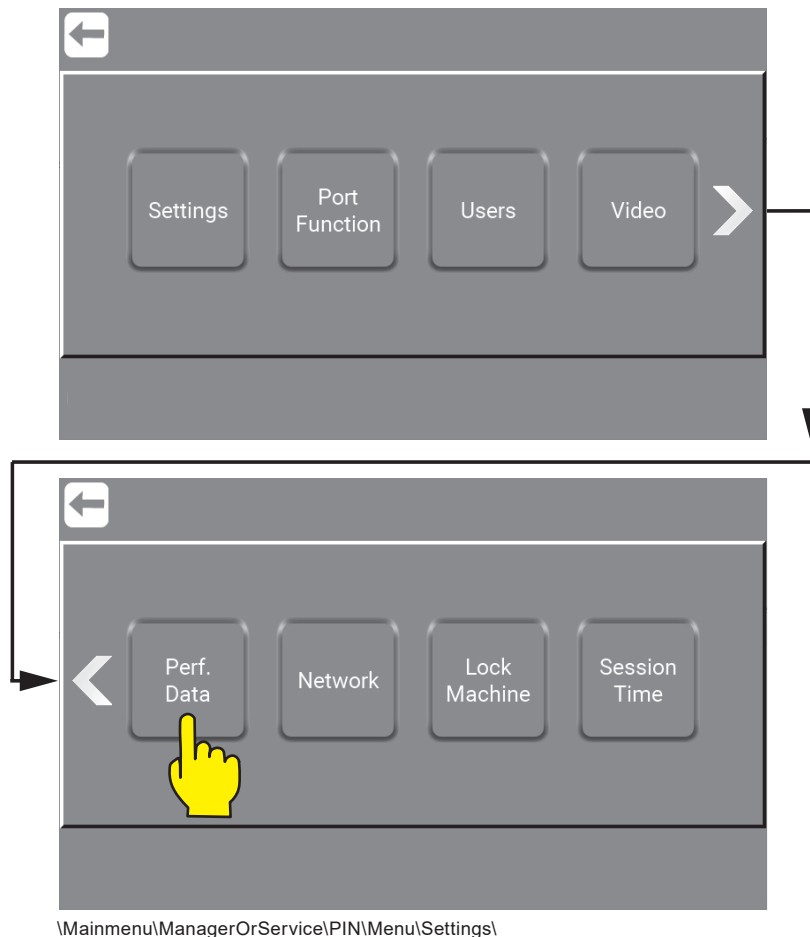 Settings
Port
Function
Users
Video
Perf.
Data
Network
Lock
Machine
Session
Time
\Mainmenu\ManagerOrService\PIN\Menu\Settings\